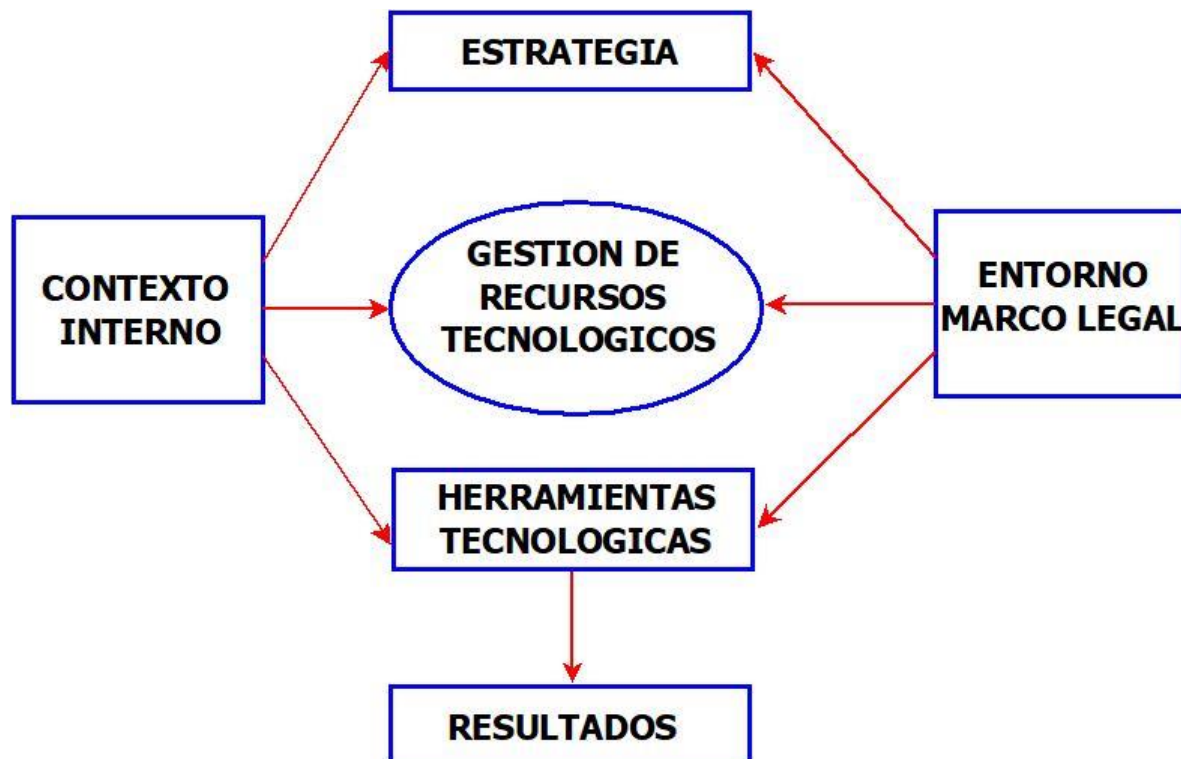 ESTRATEGIA
CONTEXTO
INTERNO
GESTION DE
RECURSOS
TECNOLOGICOS
ENTORNO
MARCO LEGAL
HERRAMIENTAS
TECNOLOGICAS
RESULTADOS